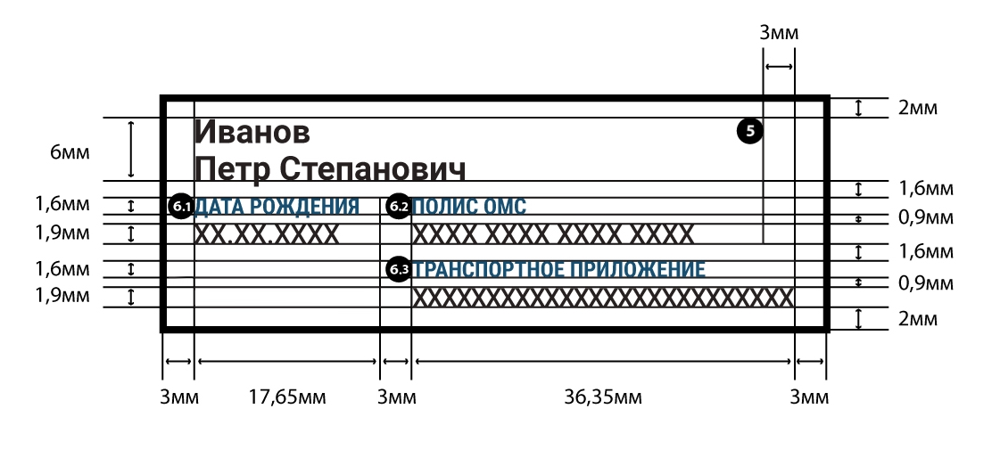 3мм
2мм
Иванов
5
6мм
Петр Степанович
1,6мм
1,6мм
6.1 ДАТА РОЖДЕНИЯ 6.2 ПОЛИС ОМС
0,9мм
1,9мм
XX.XX.XXXX XXXX XXXX XXXX XXXX
1,6мм
1,6мм
6.3 ТРАНСПОРТНОЕ ПРИЛОЖЕНИЕ
0,9мм
1,9мм
XXXXXXXXXXXXXXXXXXXXXXXXXX
2мм
3мм 17,65мм 3мм 36,35мм 3мм